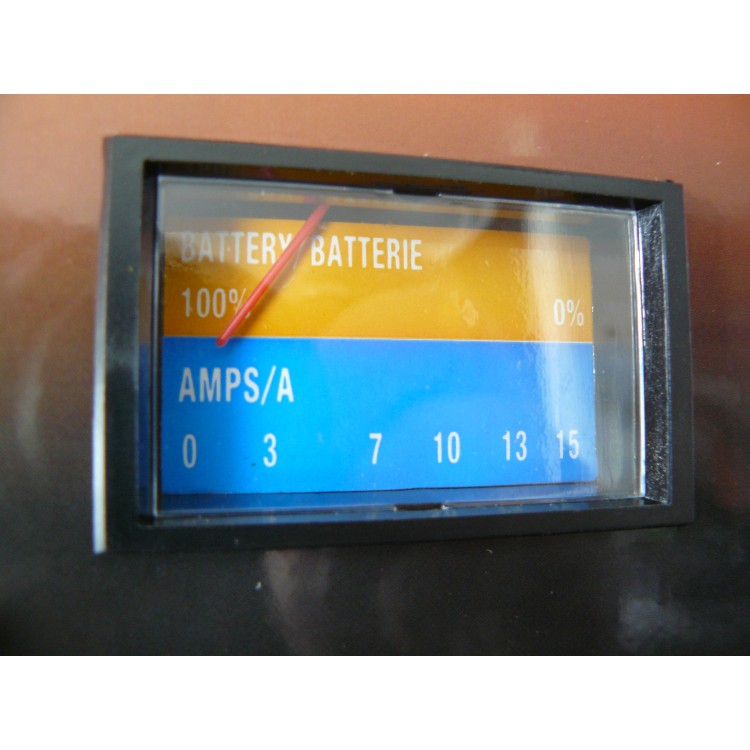 BATTERY/BATTERIE
100% 0%
AMPS/A
0 3 7 10 13 15